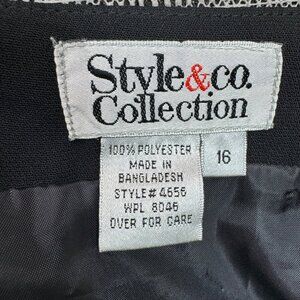 Style&co.
Collection
100% POLYESTER
MADE IN
BANGLADESH
STYLE# 4656
WPL 8046
OVER FOR CARE
16